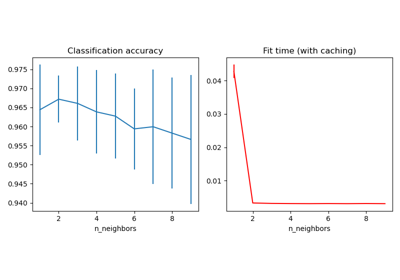 Classification accuracy
0.975
0.970
0.965
0.960
0.955
0.950
0.945
0.940
2 4 6 8
n_neighbors
Fit time (with caching)
0.04
0.03
0.02
0.01
2 4 6 8
n_neighbors